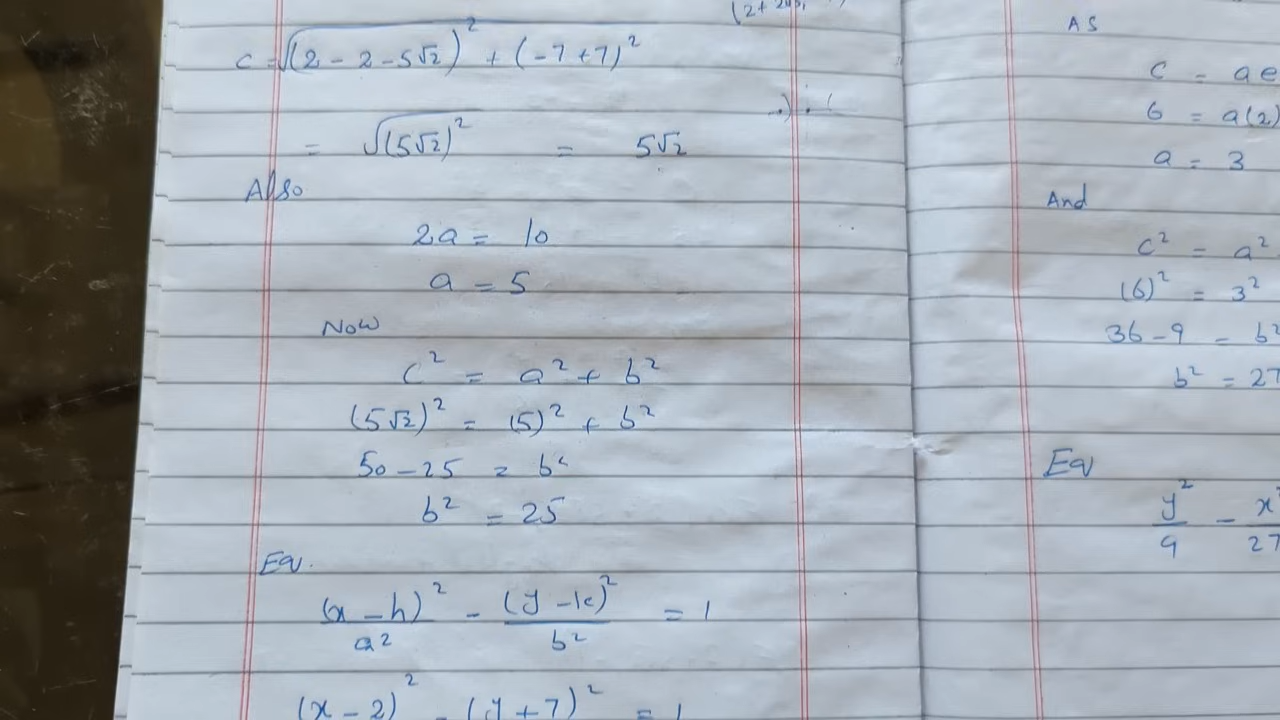 c = √(2 - 2 - 5√2)² + (-7 + 7)²
= √(5√2)² = 5√2
Also
2a = 10
a = 5
Now
c² = a² + b²
(5√2)² = (5)² + b²
50 - 25 = b²
b² = 25
Eq.
(x - h)²/a² - (y - k)²/b² = 1
(x - 2)² - (y + 7)² = 1
As
c = ae
6 = a(2)
a = 3
And
c² = a²
(6)² = 3²
36 - 9 = b²
b² = 27
Eq
y²/9 - x²/27